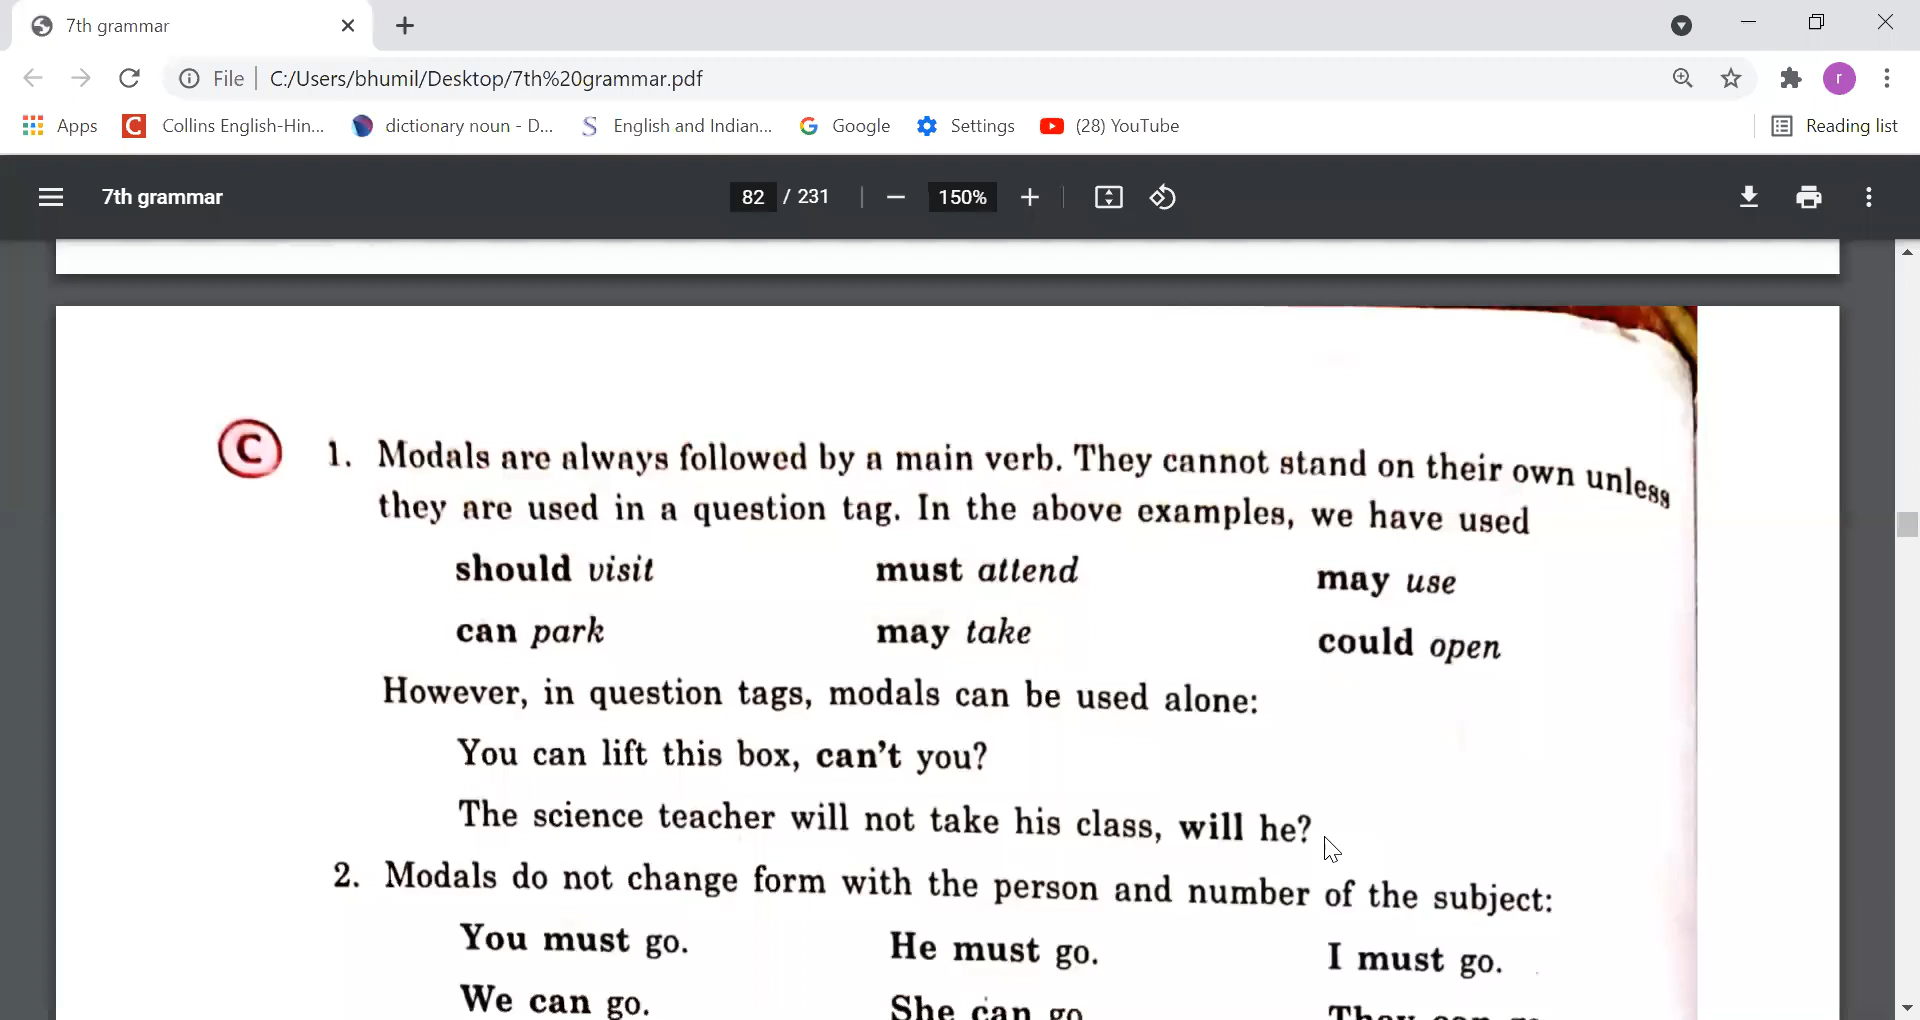 7th grammar
File C:/Users/bhumil/Desktop/7th%20grammar.pdf
r
Apps Collins English-Hin... dictionary noun - D... English and Indian... Google Settings (28) YouTube Reading list
7th grammar 82 / 231 150%
C 1. Modals are always followed by a main verb. They cannot stand on their own unless
they are used in a question tag. In the above examples, we have used
should visit must attend may use
can park may take could open
However, in question tags, modals can be used alone:
You can lift this box, can't you?
The science teacher will not take his class, will he?
2. Modals do not change form with the person and number of the subject:
You must go. He must go. I must go.
We can go. She can go They can